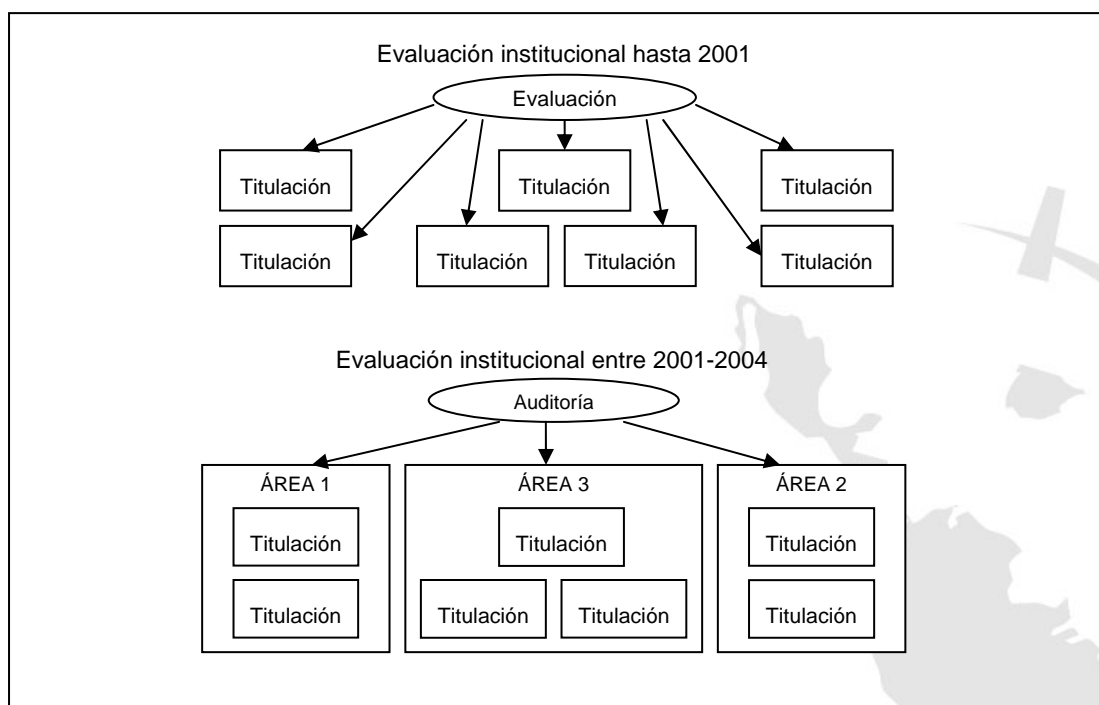 Evaluación institucional hasta 2001
Evaluación
Titulación Titulación Titulación
Titulación Titulación Titulación Titulación
Evaluación institucional entre 2001-2004
Auditoría
ÁREA 1 ÁREA 3 ÁREA 2
Titulación Titulación Titulación
Titulación Titulación Titulación Titulación